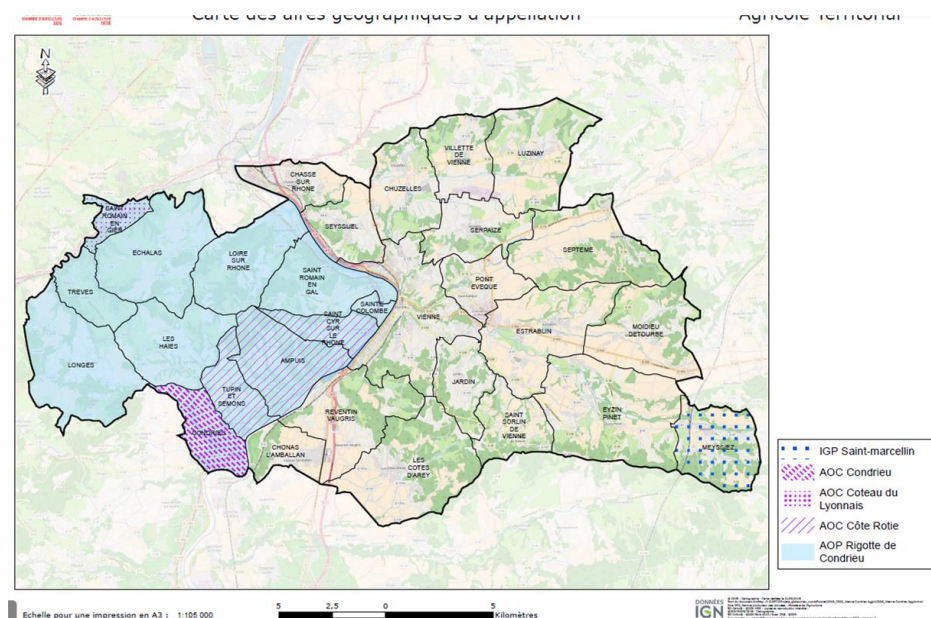 Carte des aires géographiques d'appellation
Agricole Territorial
N
VILLETTE
DE
VIENNE
LUZINAY
CHASSE
SUR
RHONE
CHUZELLES
SAINT
ROMAIN
EN
GIER
SEYSSUEL
SERPAIZE
ECHALAS
LOIRE
SUR
RHONE
SEPTEME
SAINT
ROMAIN
EN
GAL
PONT
EVEQUE
TREVES
SAINTE
COLOMBE
SAINT
CYR
SUR
LE
RHONE
VIENNE
ESTRABLIN
MOIDIEU
DETOURBE
LES
HAIES
LONGES
AMPUIS
JARDIN
TUPIN
ET
SEMONS
REVENTIN
VAUGRIS
SAINT
SORLIN
DE
VIENNE
EYZIN
PINET
CONDRIEU
CHONAS
L'AMBALLAN
LES
COTES
D'AREY
MEYSSIEZ
IGP Saint-marcellin
AOC Condrieu
AOC Coteau du
Lyonnais
AOC Côte Rotie
AOP Rigotte de
Condrieu
Echelle pour une impression en A3 : 1:105 000
5 2,5 0 5
Kilomètres
DONNÉES
IGN